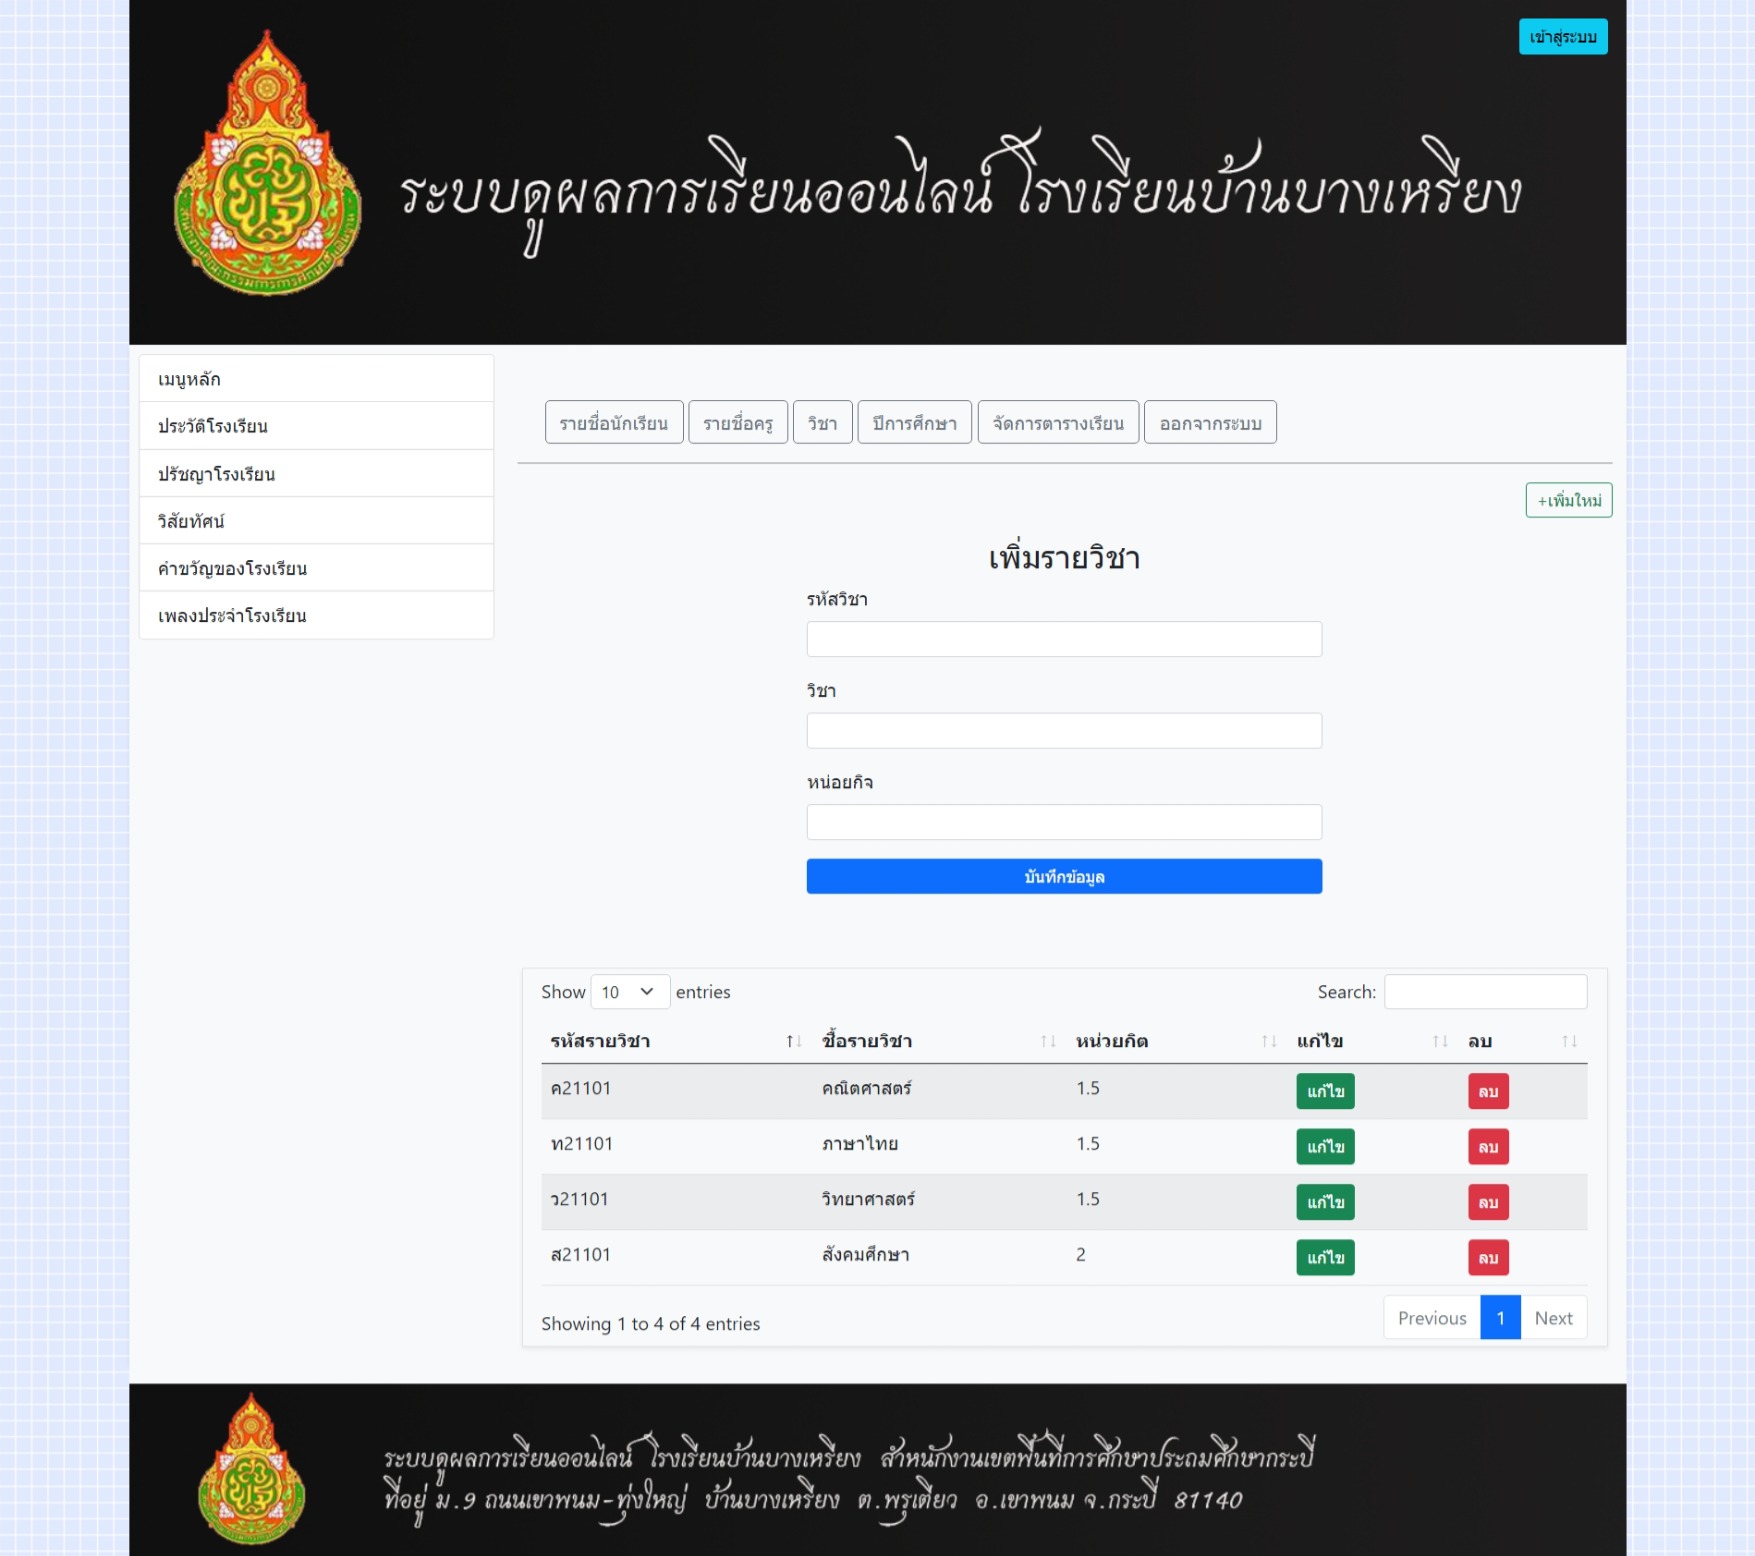 เข้าสู่ระบบ
ระบบดูผลการเรียนออนไลน์ โรงเรียนบ้านบางเหรียง
เมนูหลัก
ประวัติโรงเรียน
ปรัชญาโรงเรียน
วิสัยทัศน์
คำขวัญของโรงเรียน
เพลงประจำโรงเรียน
รายชื่อนักเรียน รายชื่อครู วิชา ปีการศึกษา จัดการตารางเรียน ออกจากระบบ
+เพิ่มใหม่
เพิ่มรายวิชา
รหัสวิชา
วิชา
หน่อยกิจ
บันทึกข้อมูล
Show 10 entries Search:
รหัสรายวิชา ชื้อรายวิชา หน่วยกิต แก้ไข ลบ
ค21101 คณิตศาสตร์ 1.5 แก้ไข ลบ
ท21101 ภาษาไทย 1.5 แก้ไข ลบ
ว21101 วิทยาศาสตร์ 1.5 แก้ไข ลบ
ส21101 สังคมศึกษา 2 แก้ไข ลบ
Showing 1 to 4 of 4 entries Previous 1 Next
ระบบดูผลการเรียนออนไลน์ โรงเรียนบ้านบางเหรียง สำหนักงานเขตพื้นที่การศึกษาประถมศึกษากระบี่
ที่อยู่ ม.9 ถนนเขาพนม-ทุ่งใหญ่ บ้านบางเหรียง ต.พรุเตียว อ.เขาพนม จ.กระบี่ 81140